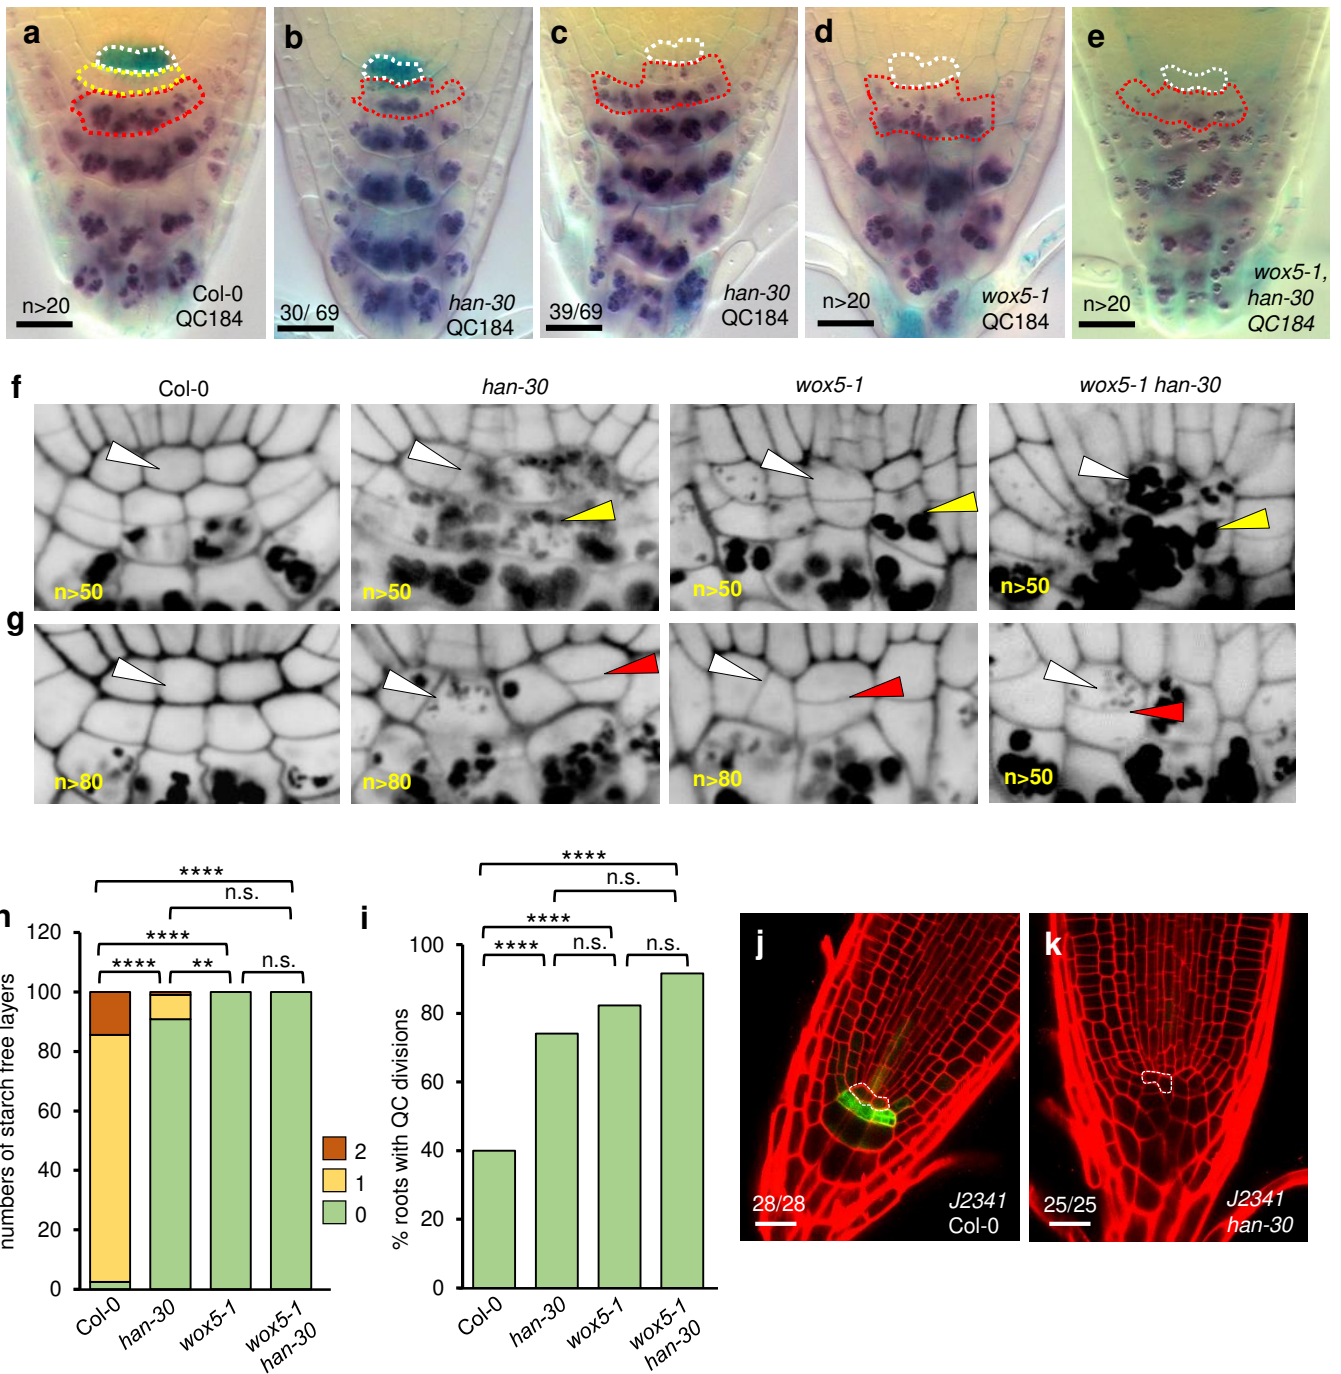 a
n>20
Col-0
QC184
b
30/ 69
han-30
QC184
c
39/69
han-30
QC184
d
n>20
wox5-1
QC184
e
n>20
wox5-1,
han-30
QC184
f
Col-0
han-30
wox5-1
wox5-1 han-30
n>50
n>50
n>50
n>50
g
n>80
n>80
n>80
n>50
h
****
n.s.
****
****
**
n.s.
numbers of starch free layers
120
100
80
60
40
20
0
2
1
0
Col-0
han-30
wox5-1
wox5-1
han-30
i
****
n.s.
****
****
n.s.
n.s.
% roots with QC divisions
100
80
60
40
20
0
Col-0
han-30
wox5-1
wox5-1
han-30
j
28/28
J2341
Col-0
k
25/25
J2341
han-30